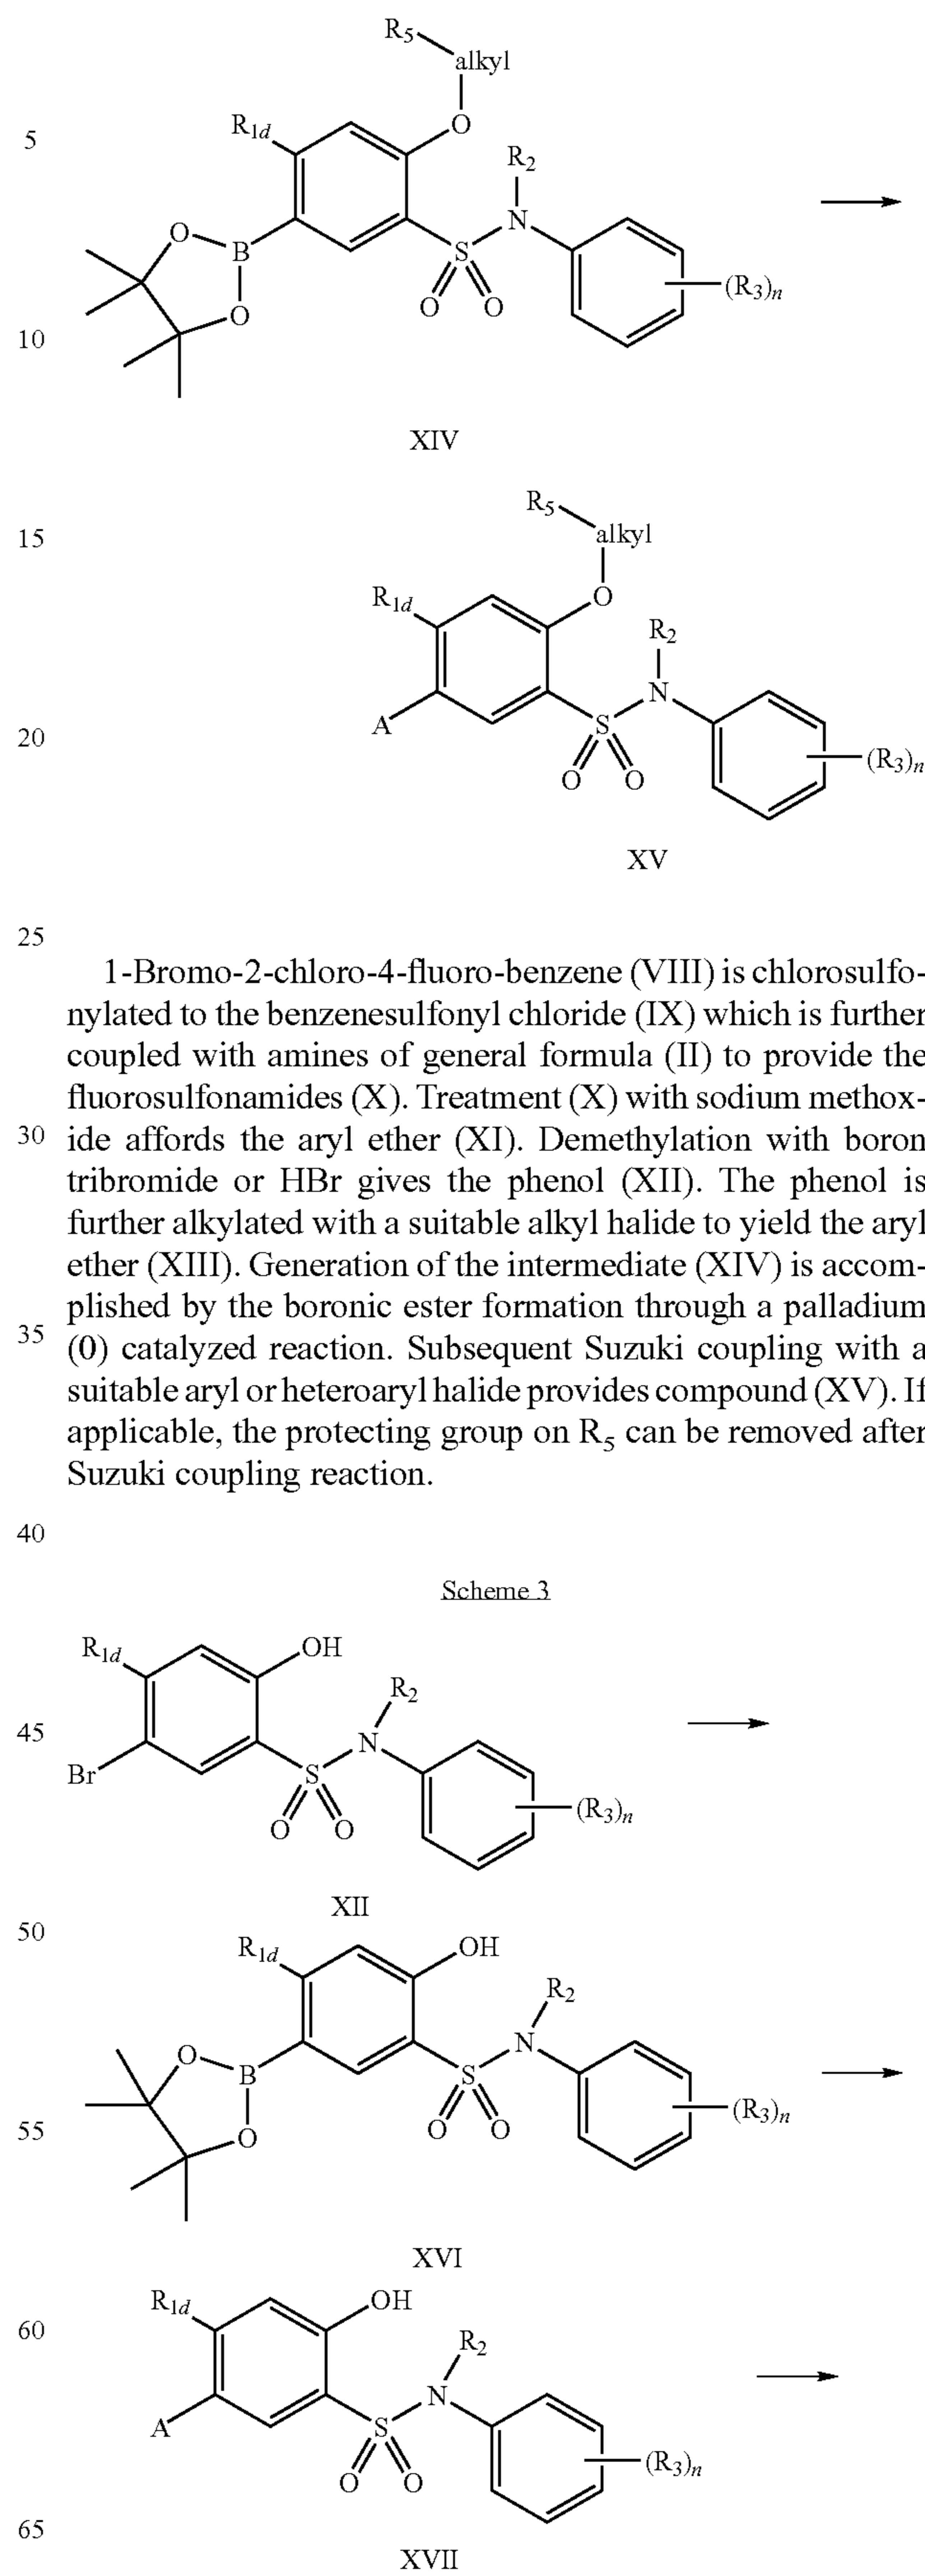 R5
alkyl
O
5
R1d
R2
N
O
B
S
(R3)n
O
O
O
10
XIV
R5
15
alkyl
O
R1d
R2
N
A
S
20
(R3)n
O
O
XV
25
1-Bromo-2-chloro-4-fluoro-benzene (VIII) is chlorosulfo-
nylated to the benzenesulfonyl chloride (IX) which is further
coupled with amines of general formula (II) to provide the
fluorosulfonamides (X). Treatment (X) with sodium methox-
30
ide affords the aryl ether (XI). Demethylation with boron
tribromide or HBr gives the phenol (XII). The phenol is
further alkylated with a suitable alkyl halide to yield the aryl
ether (XIII). Generation of the intermediate (XIV) is accom-
plished by the boronic ester formation through a palladium
35
(0) catalyzed reaction. Subsequent Suzuki coupling with a
suitable aryl or heteroaryl halide provides compound (XV). If
applicable, the protecting group on R5 can be removed after
Suzuki coupling reaction.
40
Scheme 3
R1d
OH
R2
45
N
Br
S
(R3)n
O
O
XII
50
R1d
OH
R2
N
O
B
S
(R3)n
55
O
O
O
XVI
60
R1d
OH
R2
N
A
S
(R3)n
O
O
65
XVII